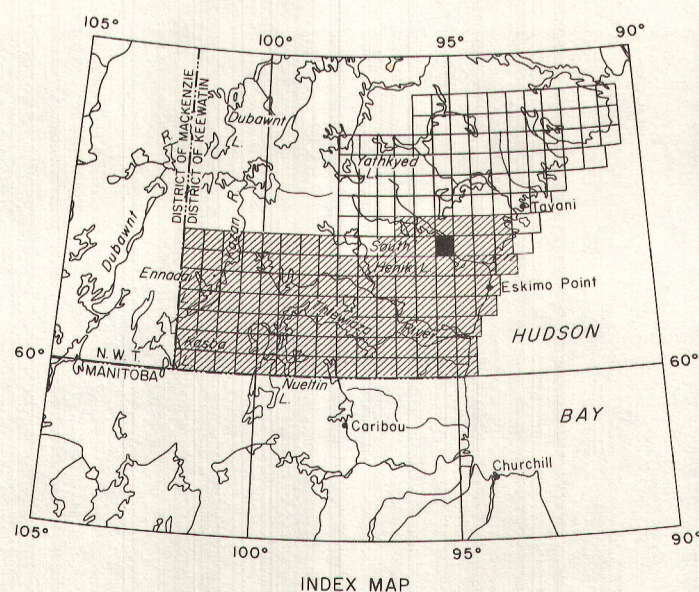 105°
100°
95°
90°
DISTRICT OF MACKENZIE
DISTRICT OF KEEWATIN
Dubawnt
L.
R.
Yathkyed
L.
Dubawnt
Kazan R.
Tavani
South
Henik L.
Ennadai
L.
Eskimo Point
Thlewiaza
River
HUDSON
Kasba
L.
60°
N. W. T.
MANITOBA
60°
Nueltin
L.
BAY
Caribou
Churchill
105°
100°
95°
90°
INDEX MAP